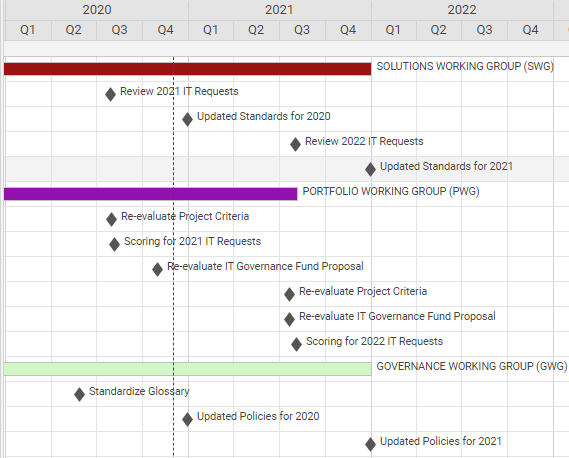 2020 2021 2022
Q1 Q2 Q3 Q4 Q1 Q2 Q3 Q4 Q1 Q2 Q3 Q4
SOLUTIONS WORKING GROUP (SWG)
Review 2021 IT Requests
Updated Standards for 2020
Review 2022 IT Requests
Updated Standards for 2021
PORTFOLIO WORKING GROUP (PWG)
Re-evaluate Project Criteria
Scoring for 2021 IT Requests
Re-evaluate IT Governance Fund Proposal
Re-evaluate Project Criteria
Re-evaluate IT Governance Fund Proposal
Scoring for 2022 IT Requests
GOVERNANCE WORKING GROUP (GWG)
Standardize Glossary
Updated Policies for 2020
Updated Policies for 2021